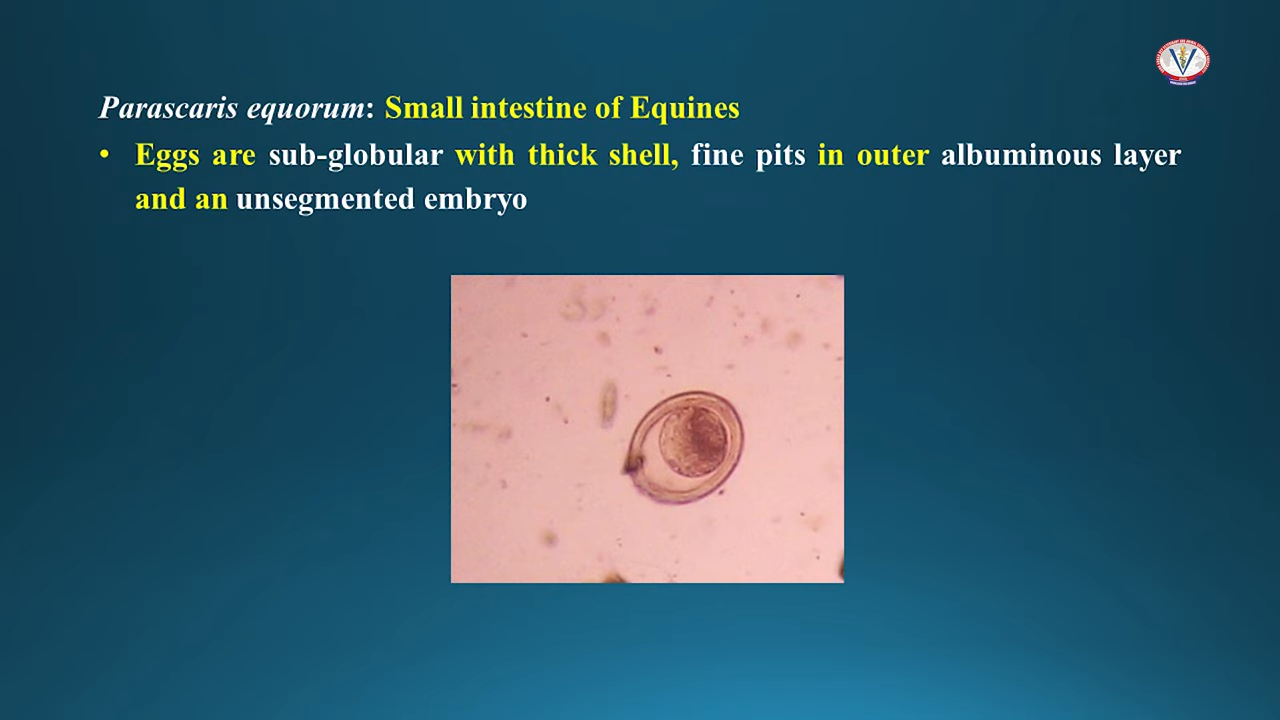 Parascaris equorum: Small intestine of Equines
• Eggs are sub-globular with thick shell, fine pits in outer albuminous layer
and an unsegmented embryo